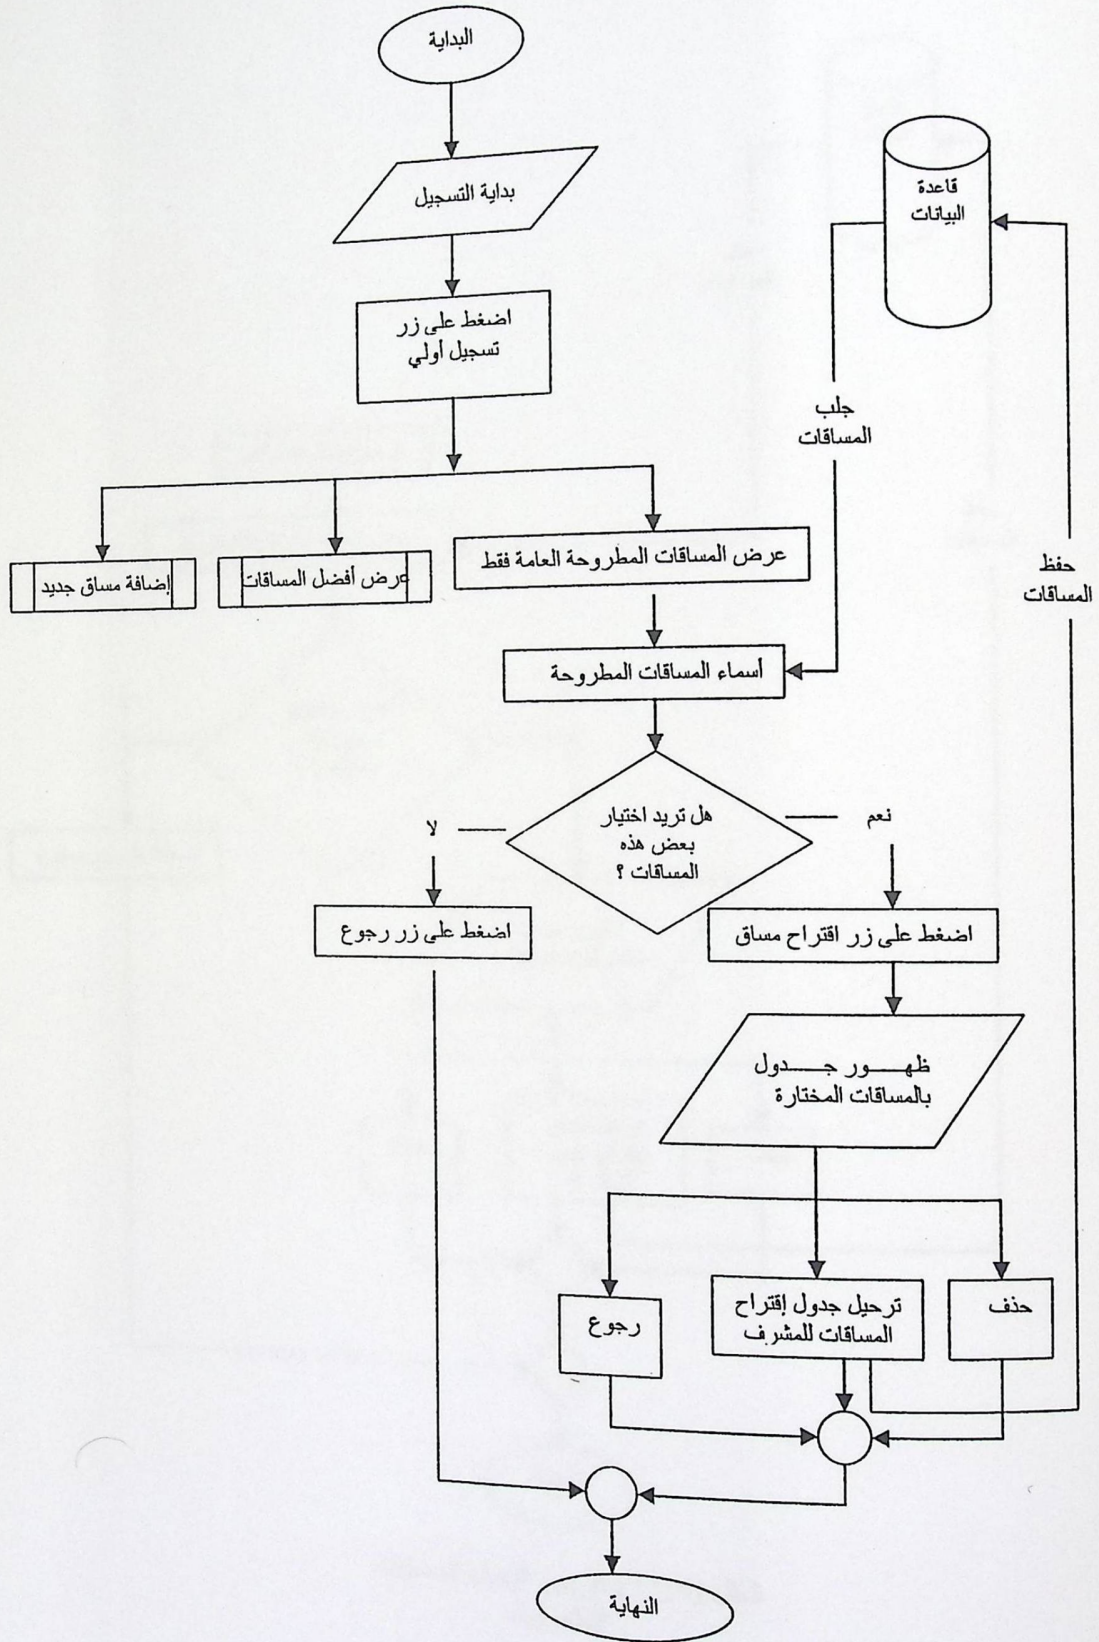 البداية
بداية التسجيل
قاعدة
البيانات
اضغط على زر
تسجيل أولي
جلب
المساقات
حفظ
المساقات
عرض المساقات المطروحة العامة فقط
عرض أفضل المساقات
إضافة مساق جديد
أسماء المساقات المطروحة
هل تريد اختيار
بعض هذه
المساقات ؟
نعم
لا
اضغط على زر اقتراح مساق
اضغط على زر رجوع
ظهـــور جـــدول
بالمساقات المختارة
حذف
ترحيل جدول إقتراح
المساقات للمشرف
رجوع
النهاية